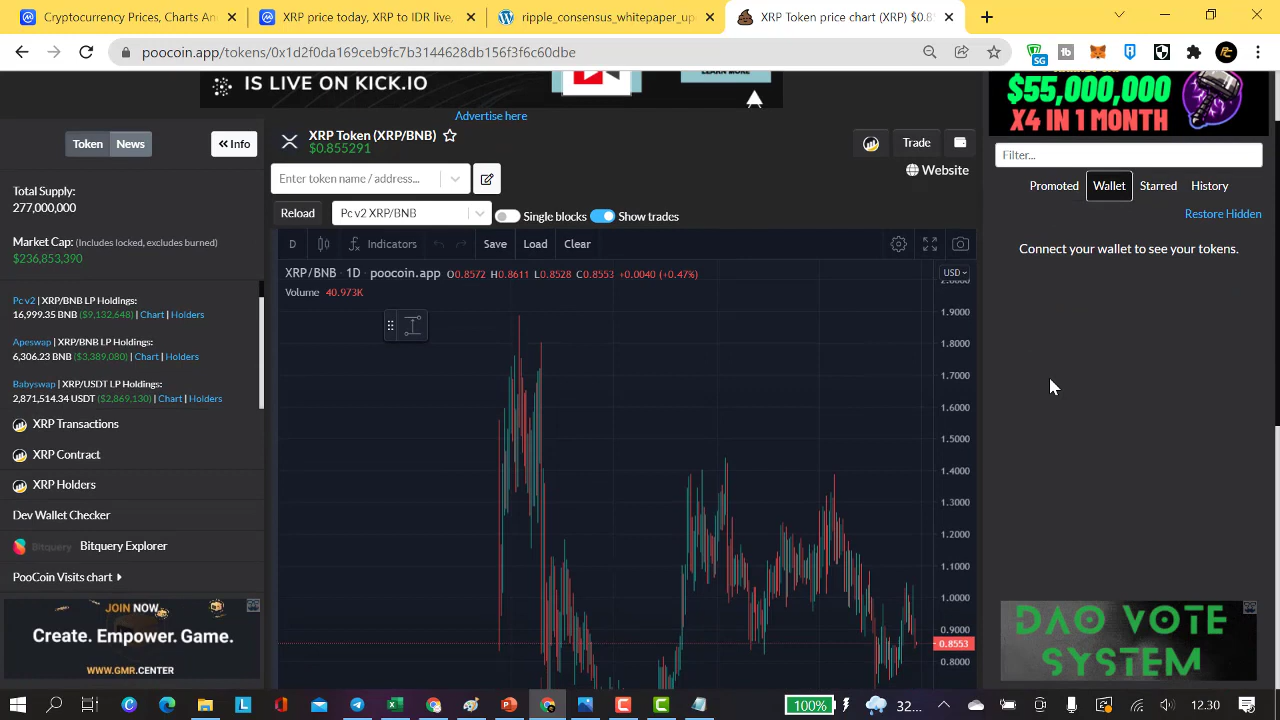 Cryptocurrency Prices, Charts An
XRP price today, XRP to IDR live,
ripple_consensus_whitepaper_up
XRP Token price chart (XRP) $0.8
poocoin.app/tokens/0x1d2f0da169ceb9fc7b3144628db156f3f6c60dbe
SG
IS LIVE ON KICK.IO
LEARN MORE
Advertise here
$55,000,000
X4 IN 1 MONTH
Token
News
Info
XRP Token (XRP/BNB)
$0.855291
Trade
Website
Enter token name / address...
Reload
Pc v2 XRP/BNB
Single blocks
Show trades
Filter...
Promoted
Wallet
Starred
History
Restore Hidden
Connect your wallet to see your tokens.
Total Supply:
277,000,000
Market Cap: (Includes locked, excludes burned)
$236,853,390
Pc v2 | XRP/BNB LP Holdings:
16,999.35 BNB ($9,132,648) | Chart | Holders
Apeswap | XRP/BNB LP Holdings:
6,306.23 BNB ($3,389,080) | Chart | Holders
Babyswap | XRP/USDT LP Holdings:
2,871,514.34 USDT ($2,869,130) | Chart | Holders
XRP Transactions
XRP Contract
XRP Holders
Dev Wallet Checker
Bitquery
Bitquery Explorer
PooCoin Visits chart
JOIN NOW
Create. Empower. Game.
WWW.GMR.CENTER
D
Indicators
Save
Load
Clear
XRP/BNB · 1D · poocoin.app O0.8572 H0.8611 L0.8528 C0.8553 +0.0040 (+0.47%)
Volume 40.973K
USD
1.9000
1.8000
1.7000
1.6000
1.5000
1.4000
1.3000
1.2000
1.1000
1.0000
0.9000
0.8553
0.8000
DAO VOTE
SYSTEM
100%
32...
12.30